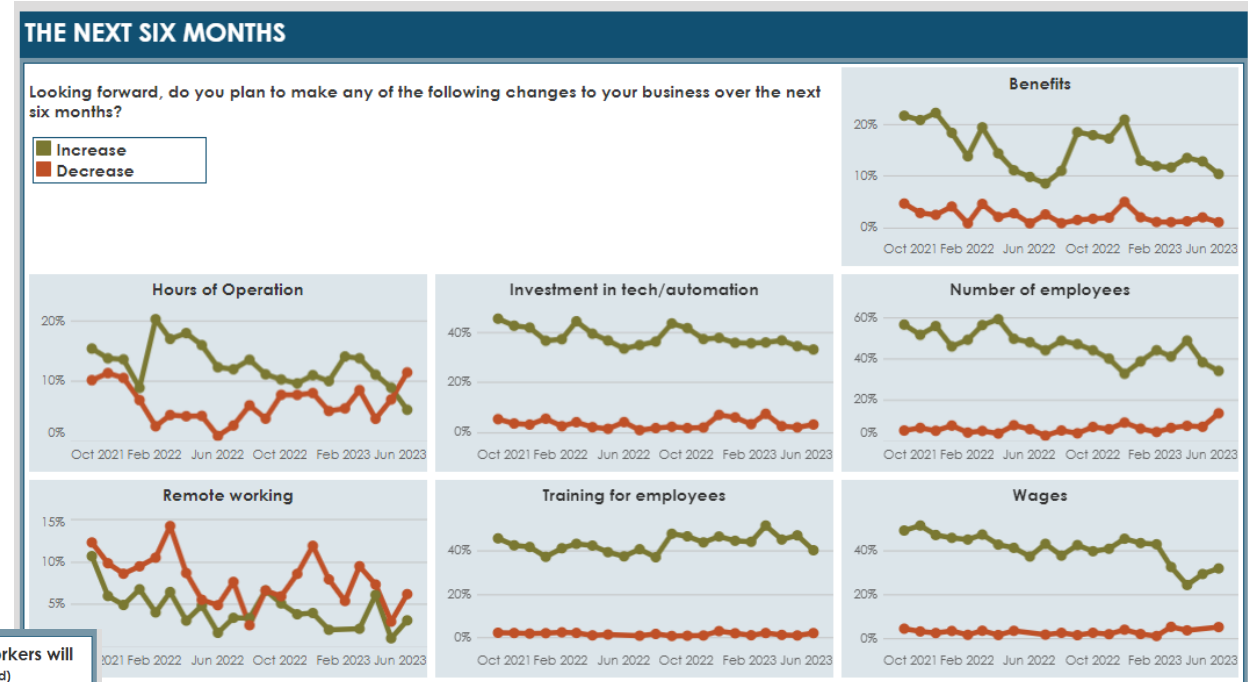 THE NEXT SIX MONTHS
Looking forward, do you plan to make any of the following changes to your business over the next
six months?
Increase
Decrease
Benefits
20%
10%
0%
Oct 2021 Feb 2022 Jun 2022 Oct 2022 Feb 2023 Jun 2023
Hours of Operation
20%
10%
0%
Oct 2021 Feb 2022 Jun 2022 Oct 2022 Feb 2023 Jun 2023
Investment in tech/automation
40%
20%
0%
Oct 2021 Feb 2022 Jun 2022 Oct 2022 Feb 2023 Jun 2023
Number of employees
60%
40%
20%
0%
Oct 2021 Feb 2022 Jun 2022 Oct 2022 Feb 2023 Jun 2023
Remote working
15%
10%
5%
2021 Feb 2022 Jun 2022 Oct 2022 Feb 2023 Jun 2023
Training for employees
40%
20%
0%
Oct 2021 Feb 2022 Jun 2022 Oct 2022 Feb 2023 Jun 2023
Wages
40%
20%
0%
Oct 2021 Feb 2022 Jun 2022 Oct 2022 Feb 2023 Jun 2023
rkers will
d)